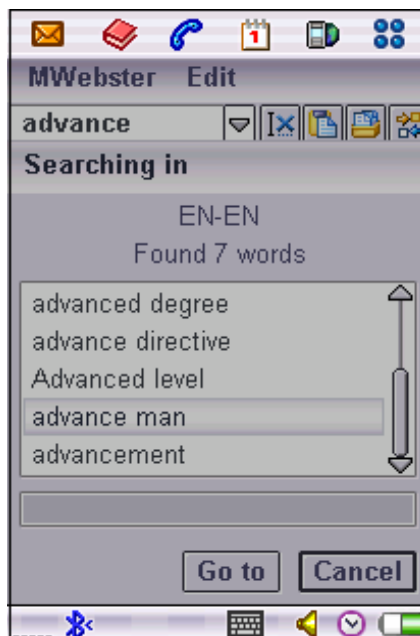 1
MWebster Edit
advance
Searching in
EN-EN
Found 7 words
advanced degree
advance directive
Advanced level
advance man
advancement
Go to Cancel